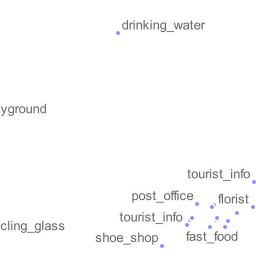 drinking_water
yground
tourist_info
post_office
florist
tourist_info
cling_glass
shoe_shop
fast_food